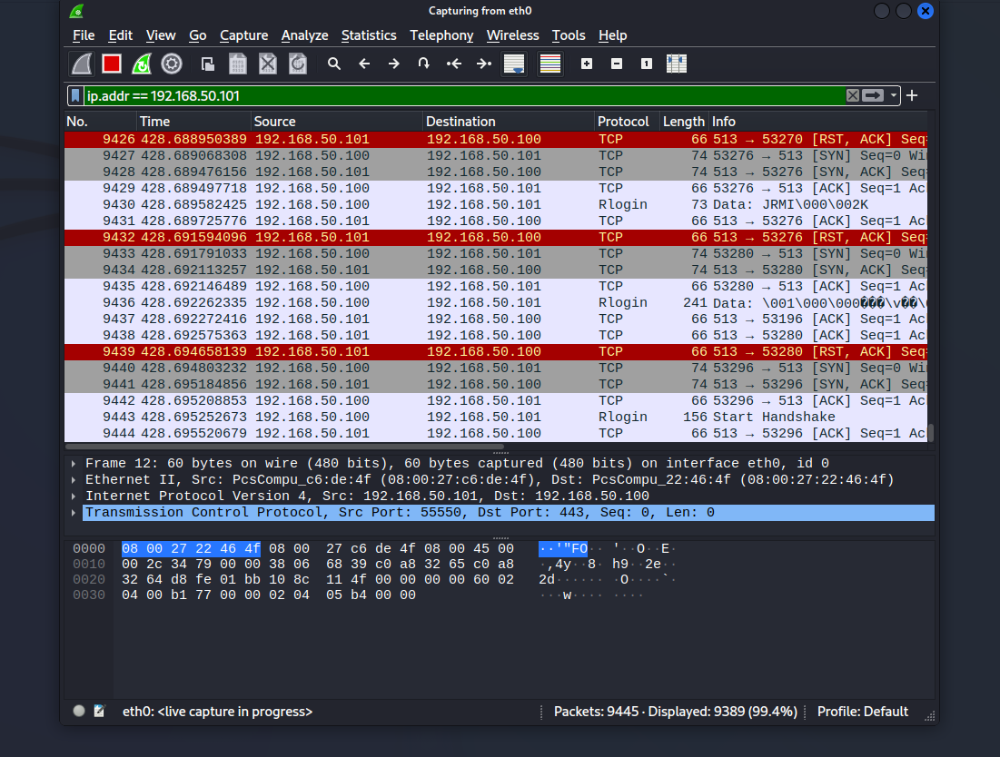 Capturing from eth0
File Edit View Go Capture Analyze Statistics Telephony Wireless Tools Help
ip.addr == 192.168.50.101
No. Time Source Destination Protocol Length Info
9426 428.688950389 192.168.50.101 192.168.50.100 TCP 66 513 → 53270 [RST, ACK] Seq=
9427 428.689068308 192.168.50.100 192.168.50.101 TCP 74 53276 → 513 [SYN] Seq=0 Wi
9428 428.689476156 192.168.50.101 192.168.50.100 TCP 74 513 → 53276 [SYN, ACK] Seq=
9429 428.689497718 192.168.50.100 192.168.50.101 TCP 66 53276 → 513 [ACK] Seq=1 Ac
9430 428.689582425 192.168.50.100 192.168.50.101 Rlogin 73 Data: JRMI\000\002K
9431 428.689725776 192.168.50.101 192.168.50.100 TCP 66 513 → 53276 [ACK] Seq=1 Ac
9432 428.691594096 192.168.50.101 192.168.50.100 TCP 66 513 → 53276 [RST, ACK] Seq=
9433 428.691791033 192.168.50.100 192.168.50.101 TCP 74 53280 → 513 [SYN] Seq=0 Wi
9434 428.692113257 192.168.50.101 192.168.50.100 TCP 74 513 → 53280 [SYN, ACK] Seq=
9435 428.692146489 192.168.50.100 192.168.50.101 TCP 66 53280 → 513 [ACK] Seq=1 Ac
9436 428.692262335 192.168.50.100 192.168.50.101 Rlogin 241 Data: \001\000\000���\v��\
9437 428.692272416 192.168.50.101 192.168.50.100 TCP 66 513 → 53196 [ACK] Seq=1 Ac
9438 428.692575363 192.168.50.101 192.168.50.100 TCP 66 513 → 53280 [ACK] Seq=1 Ac
9439 428.694658139 192.168.50.101 192.168.50.100 TCP 66 513 → 53280 [RST, ACK] Seq=
9440 428.694803232 192.168.50.100 192.168.50.101 TCP 74 53296 → 513 [SYN] Seq=0 Wi
9441 428.695184856 192.168.50.101 192.168.50.100 TCP 74 513 → 53296 [SYN, ACK] Seq=
9442 428.695208853 192.168.50.100 192.168.50.101 TCP 66 53296 → 513 [ACK] Seq=1 Ac
9443 428.695252673 192.168.50.100 192.168.50.101 Rlogin 156 Start Handshake
9444 428.695520679 192.168.50.101 192.168.50.100 TCP 66 513 → 53296 [ACK] Seq=1 Ac
Frame 12: 60 bytes on wire (480 bits), 60 bytes captured (480 bits) on interface eth0, id 0
Ethernet II, Src: PcsCompu_c6:de:4f (08:00:27:c6:de:4f), Dst: PcsCompu_22:46:4f (08:00:27:22:46:4f)
Internet Protocol Version 4, Src: 192.168.50.101, Dst: 192.168.50.100
Transmission Control Protocol, Src Port: 55550, Dst Port: 443, Seq: 0, Len: 0
0000 08 00 27 22 46 4f 08 00 27 c6 de 4f 08 00 45 00 ··'"FO·· '··O··E·
0010 00 2c 34 79 00 00 38 06 68 39 c0 a8 32 65 c0 a8 ·,4y··8· h9··2e··
0020 32 64 d8 fe 01 bb 10 8c 11 4f 00 00 00 00 60 02 2d······ ·O····`·
0030 04 00 b1 77 00 00 02 04 05 b4 00 00 ···w···· ····
eth0: <live capture in progress>
Packets: 9445 · Displayed: 9389 (99.4%)
Profile: Default